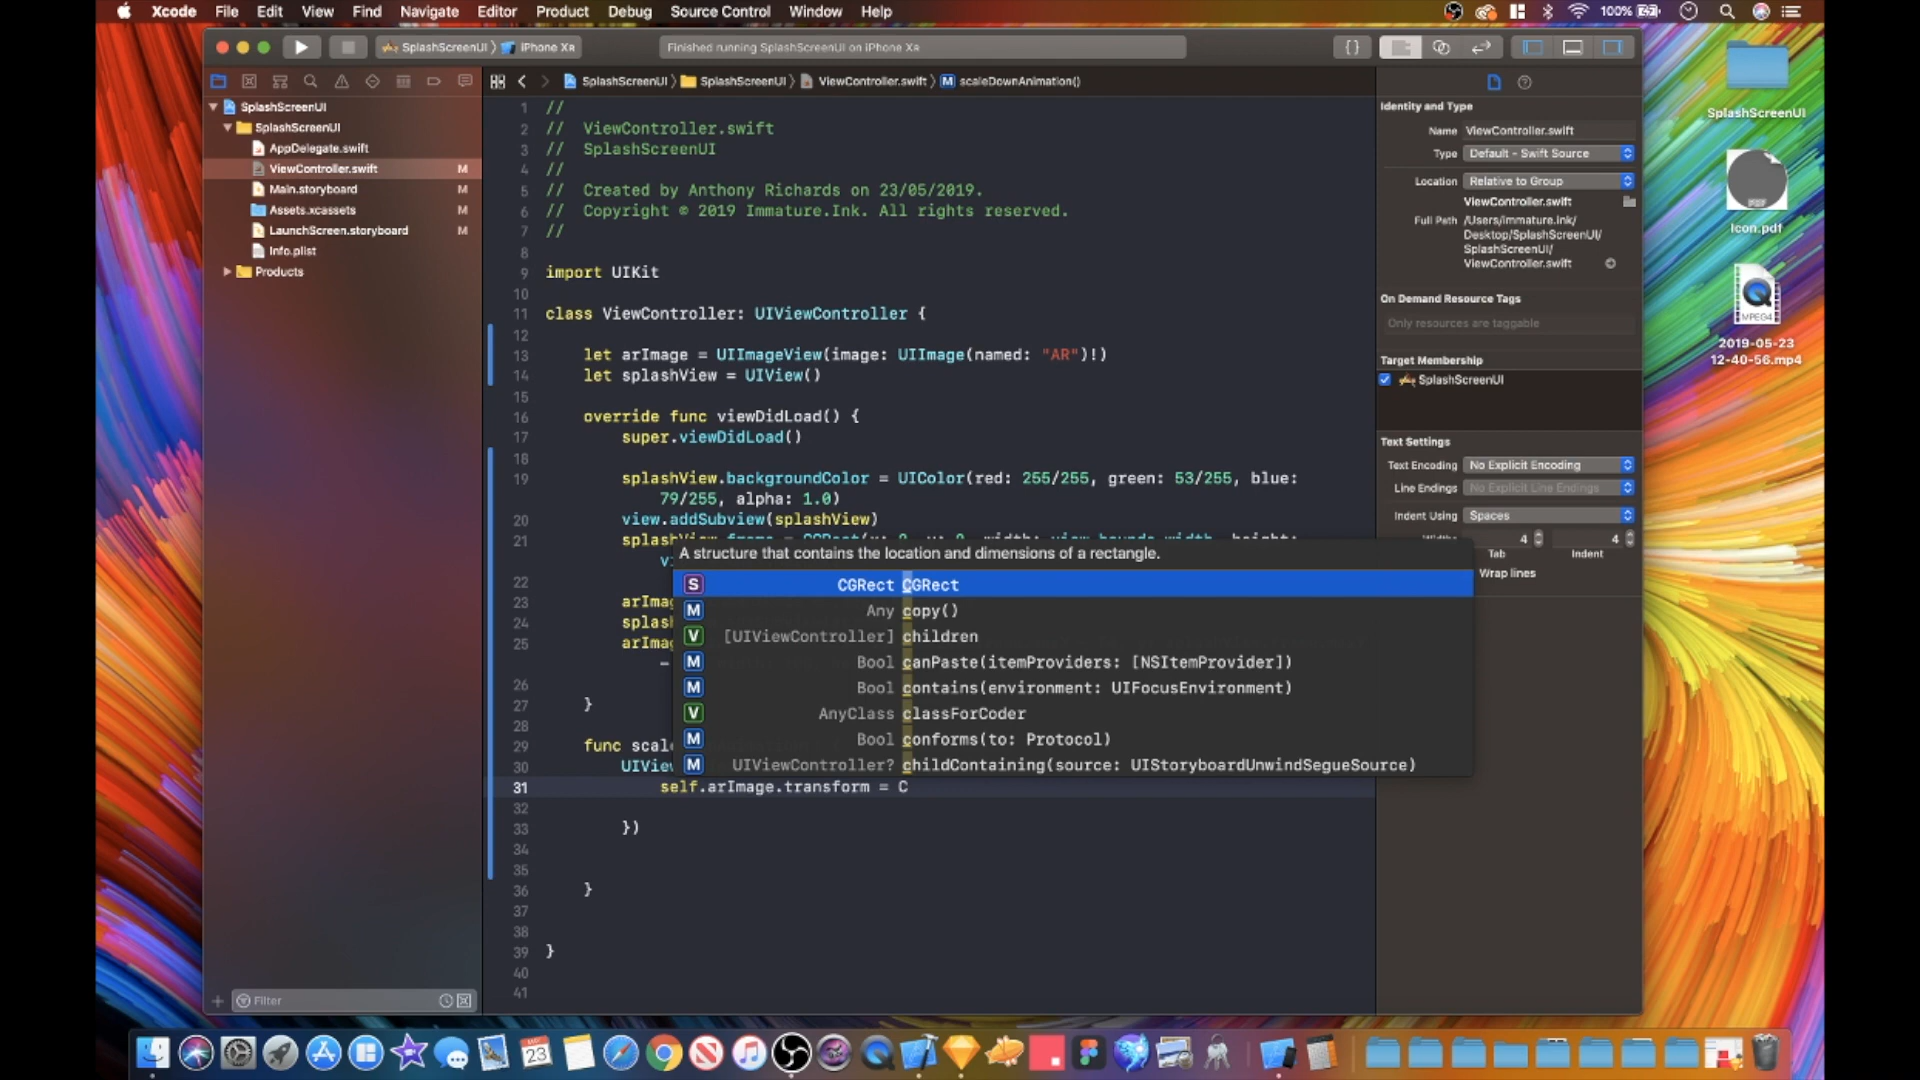 Xcode File Edit View Find Navigate Editor Product Debug Source Control Window Help 100%
SplashScreenUI iPhone XR
Finished running SplashScreenUI on iPhone XR
SplashScreenUI SplashScreenUI ViewController.swift M scaleDownAnimation()
SplashScreenUI
SplashScreenUI
AppDelegate.swift
ViewController.swift M
Main.storyboard M
Assets.xcassets M
LaunchScreen.storyboard M
Info.plist
Products
Filter
1 //
2 // ViewController.swift
3 // SplashScreenUI
4 //
5 // Created by Anthony Richards on 23/05/2019.
6 // Copyright © 2019 Immature.Ink. All rights reserved.
7 //
8
9 import UIKit
10
11 class ViewController: UIViewController {
12
13 let arImage = UIImageView(image: UIImage(named: "AR")!)
14 let splashView = UIView()
15
16 override func viewDidLoad() {
17 super.viewDidLoad()
18
19 splashView.backgroundColor = UIColor(red: 255/255, green: 53/255, blue:
79/255, alpha: 1.0)
20 view.addSubview(splashView)
21
22
23 arIma
24 splas
25 arIma
26
27 }
28
29 func scale
30 UIView
31 self.arImage.transform = C
32
33 })
34
35
36 }
37
38
39 }
40
41
A structure that contains the location and dimensions of a rectangle.
S CGRect CGRect
M Any copy()
V [UIViewController] children
M Bool canPaste(itemProviders: [NSItemProvider])
M Bool contains(environment: UIFocusEnvironment)
V AnyClass classForCoder
M Bool conforms(to: Protocol)
M UIViewController? childContaining(source: UIStoryboardUnwindSegueSource)
Identity and Type
Name ViewController.swift
Type Default - Swift Source
Location Relative to Group
ViewController.swift
Full Path /Users/immature.ink/
Desktop/SplashScreenUI/
SplashScreenUI/
ViewController.swift
On Demand Resource Tags
Only resources are taggable
Target Membership
SplashScreenUI
Text Settings
Text Encoding No Explicit Encoding
Line Endings No Explicit Line Endings
Indent Using Spaces
4 4
Tab Indent
Wrap lines
SplashScreenUI
PDF
Icon.pdf
MPEG4
2019-05-23
12-40-56.mp4
23